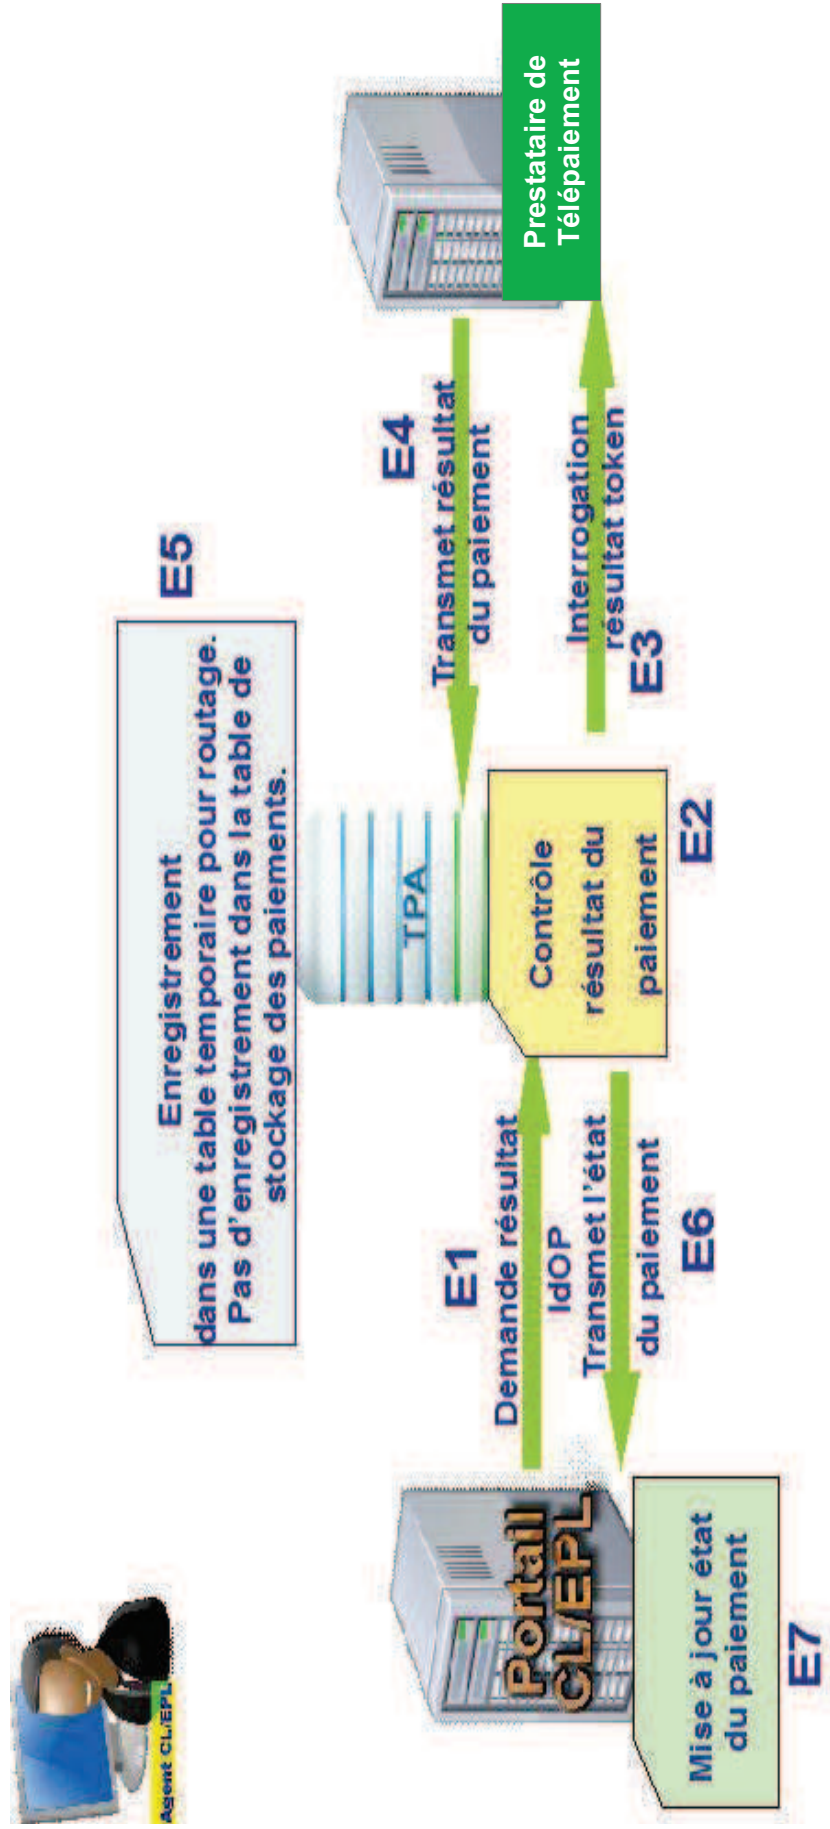 Agent CL/EPL
Portail
CL/EPL
Mise à jour état
du paiement
E7
E1
Demande résultat
IdOP
Transmet l'état
du paiement
E6
Enregistrement
dans une table temporaire pour routage.
Pas d'enregistrement dans la table de
stockage des paiements.
E5
TPA
Contrôle
résultat du
paiement
E2
E4
Transmet résultat
du paiement
Interrogation
résultat token
E3
Prestataire de
Télépaiement